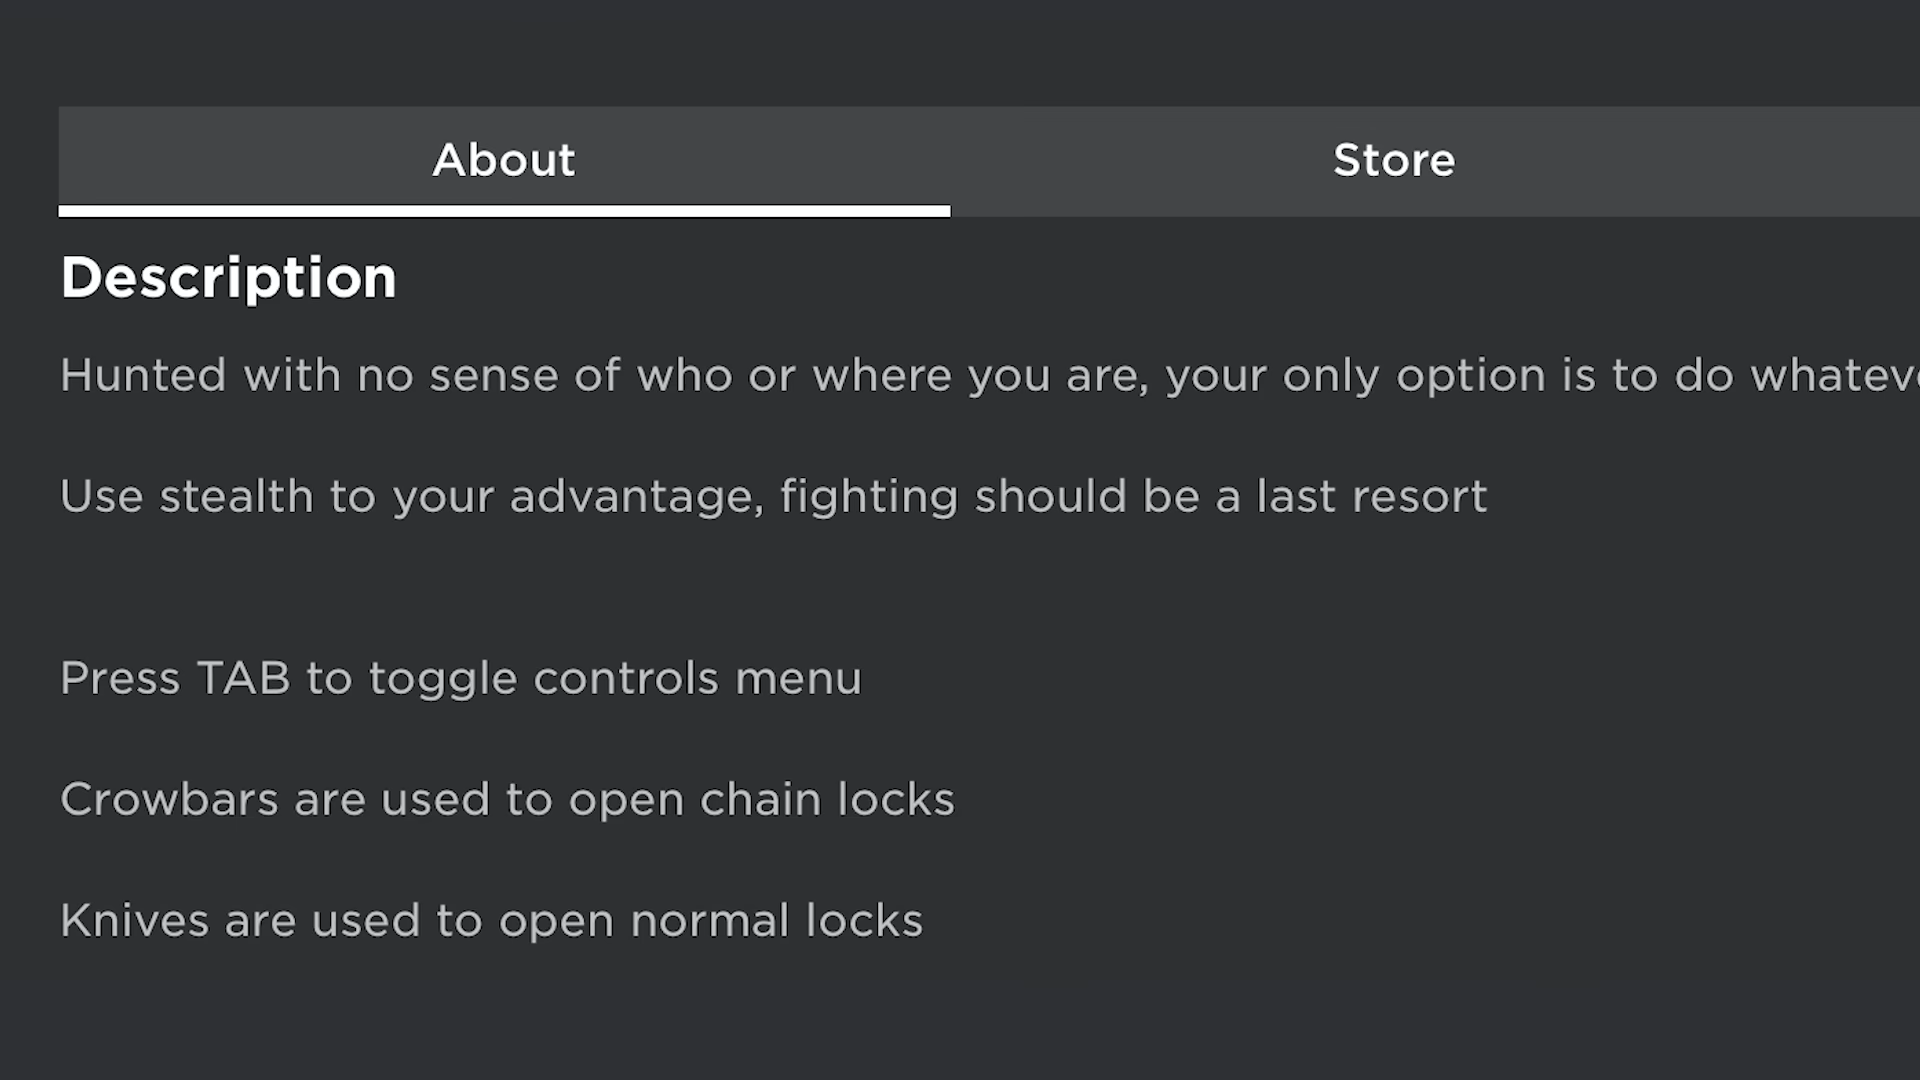 About
Store
Description
Hunted with no sense of who or where you are, your only option is to do
Use stealth to your advantage, fighting should be a last resort
Press TAB to toggle controls menu
Crowbars are used to open chain locks
Knives are used to open normal locks